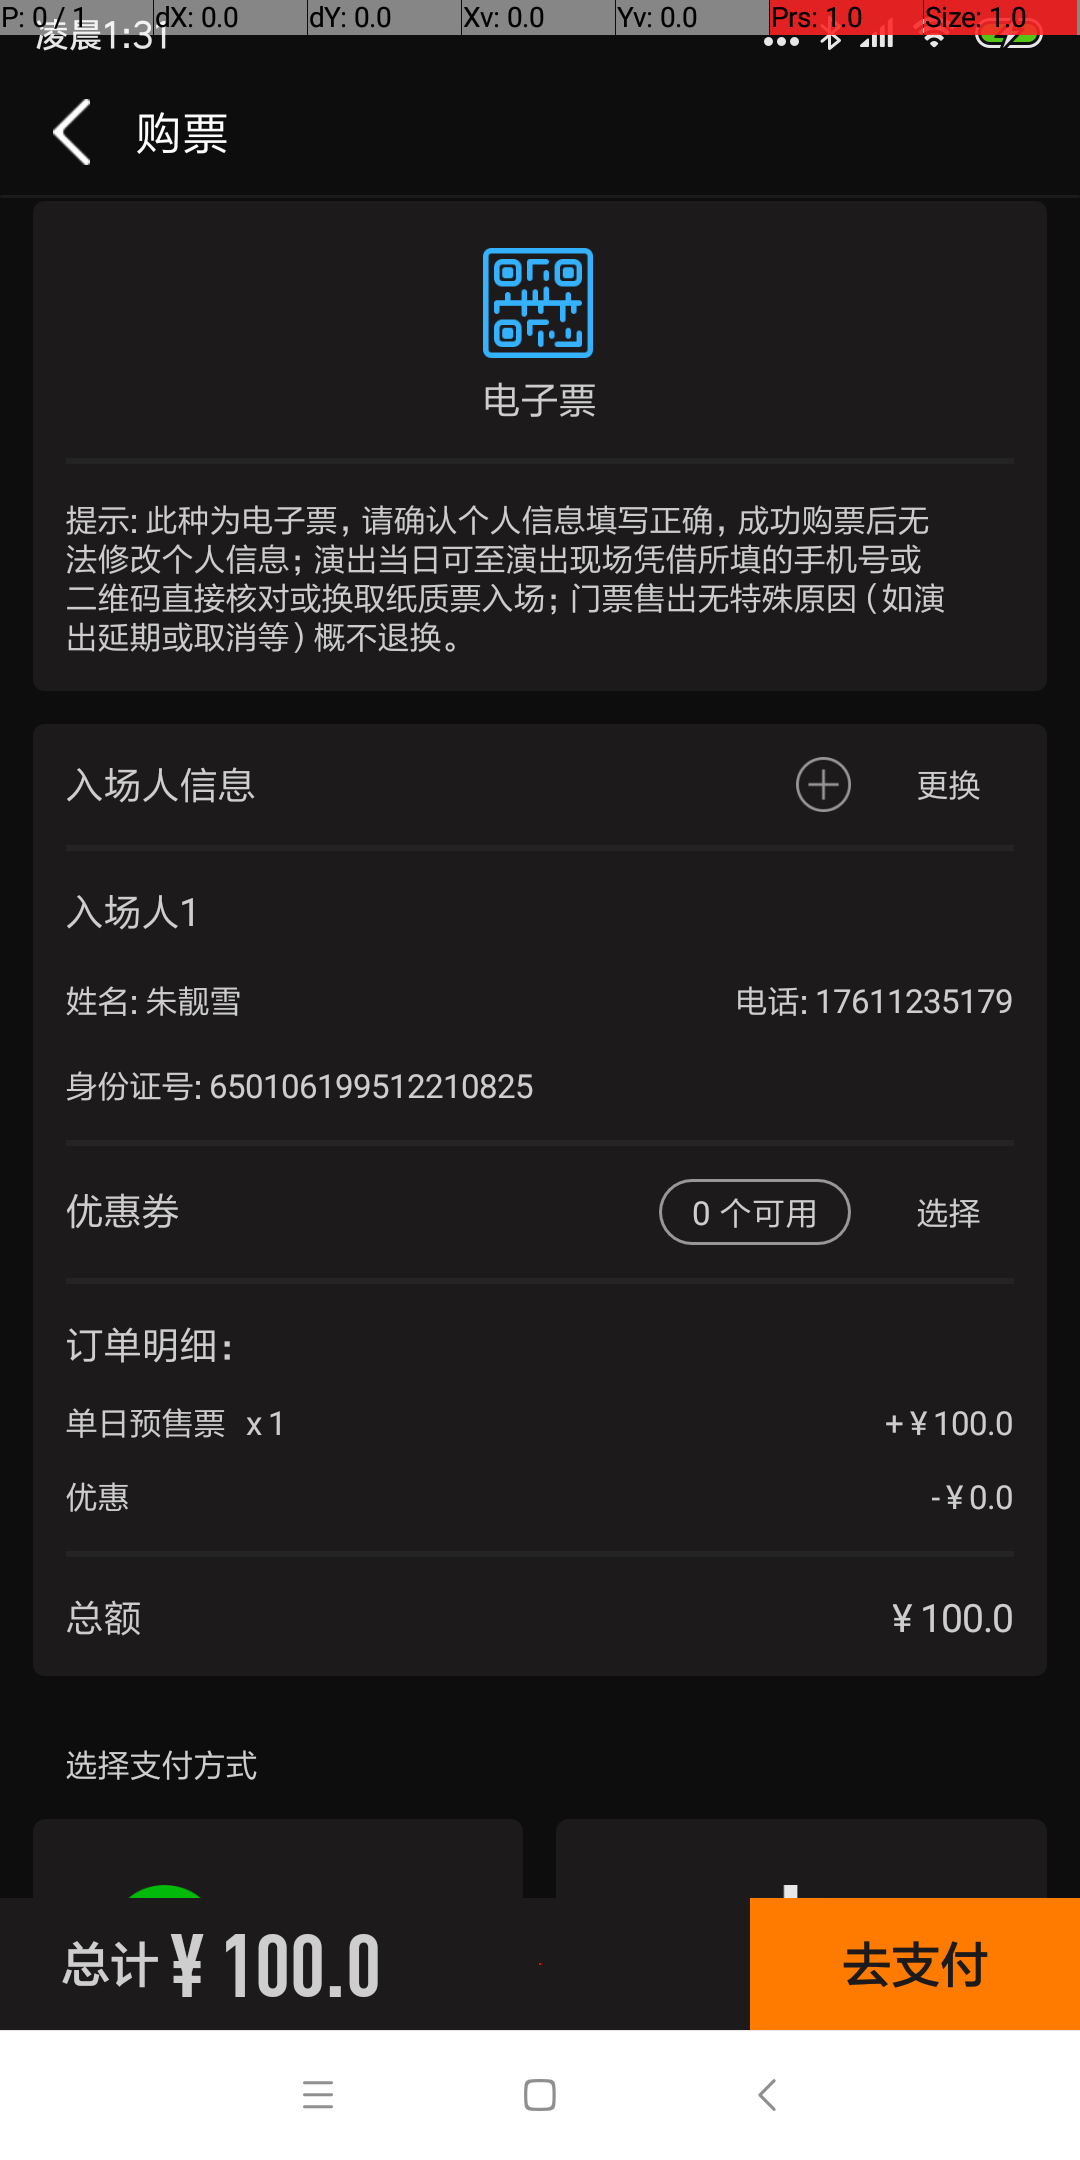 P: 0 / 1 dX: 0.0 dY: 0.0 Xv: 0.0 Yv: 0.0 Prs: 1.0 Size: 1.0
凌晨1:31
购票
电子票
提示: 此种为电子票，请确认个人信息填写正确，成功购票后无
法修改个人信息；演出当日可至演出现场凭借所填的手机号或
二维码直接核对或换取纸质票入场；门票售出无特殊原因（如演
出延期或取消等）概不退换。
入场人信息 更换
入场人1
姓名: 朱靓雪 电话: 17611235179
身份证号: 650106199512210825
优惠券 0 个可用 选择
订单明细：
单日预售票 x 1 + ¥ 100.0
优惠 - ¥ 0.0
总额 ¥ 100.0
选择支付方式
总计 ¥ 100.0 去支付